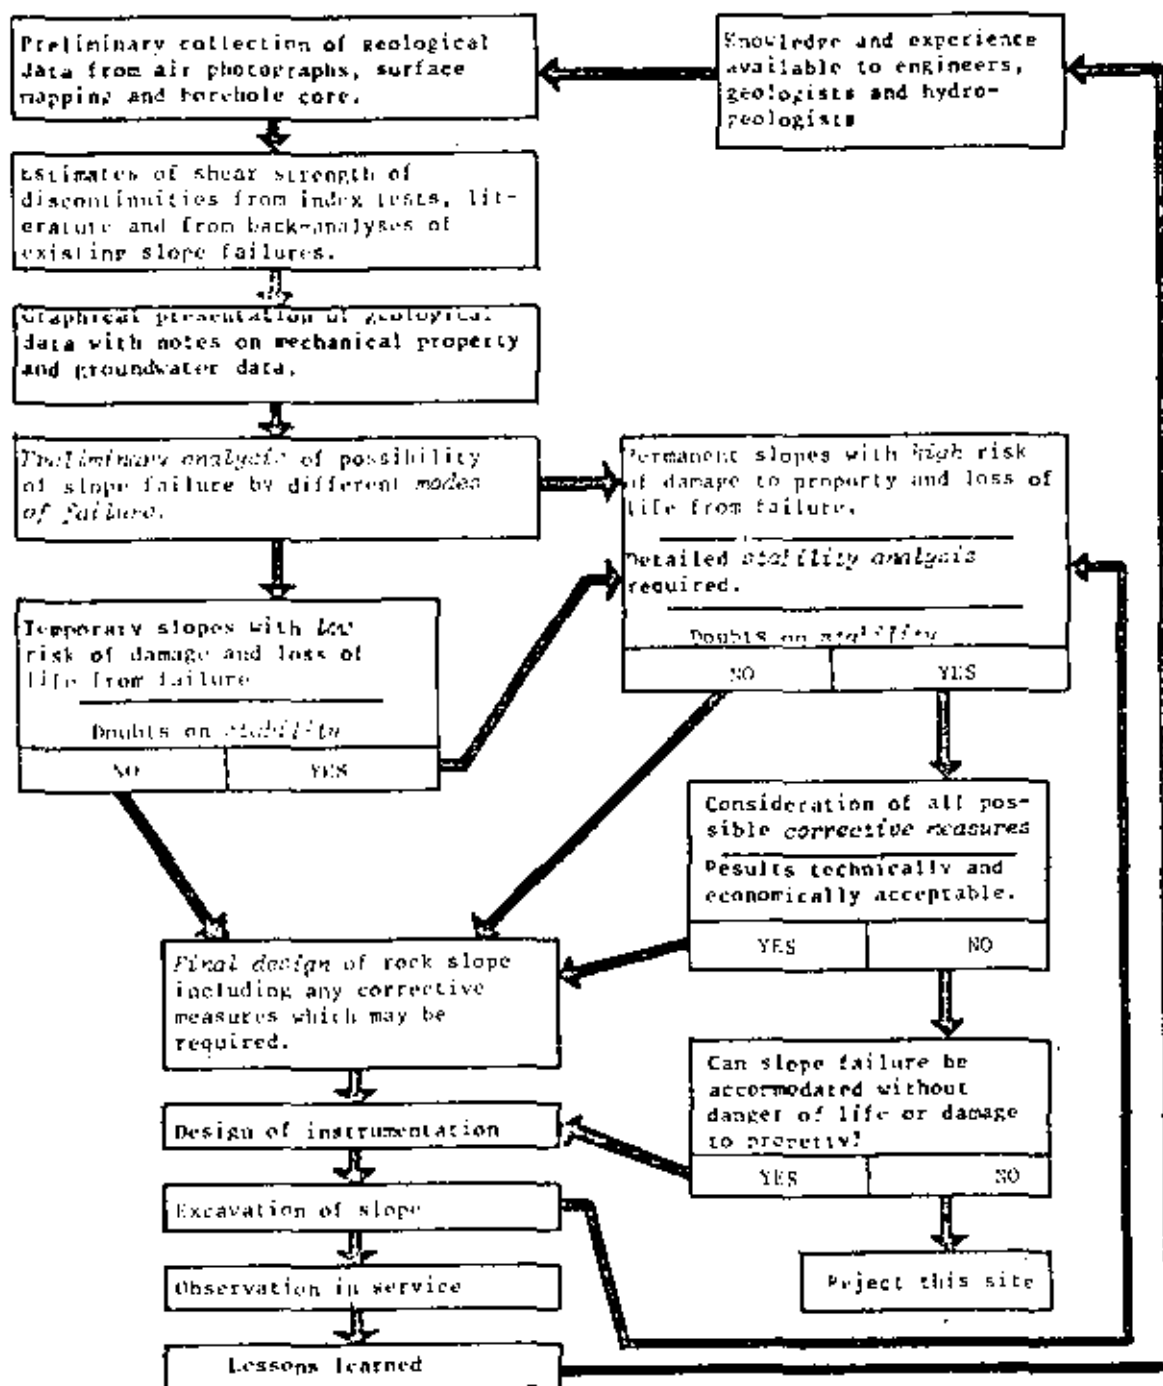 Preliminary collection of geological
data from air photographs, surface
mapping and borehole core.
Knowledge and experience
available to engineers,
geologists and hydro-
geologists
Estimates of shear strength of
discontinuities from index tests, lit-
erature and from back-analyses of
existing slope failures.
Graphical presentation of geological
data with notes on mechanical property
and groundwater data.
Preliminary analysis of possibility
of slope failure by different modes
of failure.
Permanent slopes with high risk
of damage to property and loss of
life from failure.
Detailed stability analysis
required.
Doubts on stability
NO YES
Temporary slopes with low
risk of damage and loss of
life from failure
Doubts on stability
NO YES
Consideration of all pos-
sible corrective measures
Results technically and
economically acceptable.
YES NO
Final design of rock slope
including any corrective
measures which may be
required.
Can slope failure be
accormodated without
danger of life or damage
to property?
YES NO
Design of instrumentation
Excavation of slope
Reject this site
Observation in service
Lessons learned